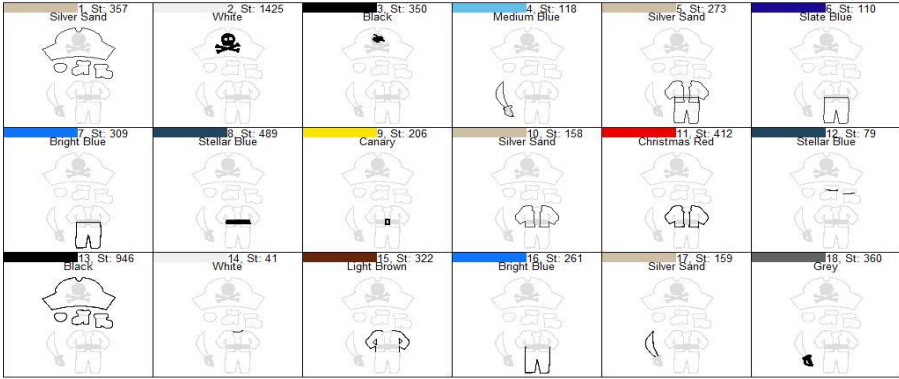 1, St: 357
Silver Sand
2, St: 1425
White
3, St: 350
Black
4, St: 118
Medium Blue
5, St: 273
Silver Sand
6, St: 110
Slate Blue
7, St: 309
Bright Blue
8, St: 489
Stellar Blue
9, St: 206
Canary
10, St: 158
Silver Sand
11, St: 412
Christmas Red
12, St: 79
Stellar Blue
13, St: 946
Black
14, St: 41
White
15, St: 322
Light Brown
16, St: 261
Bright Blue
17, St: 159
Silver Sand
18, St: 360
Grey